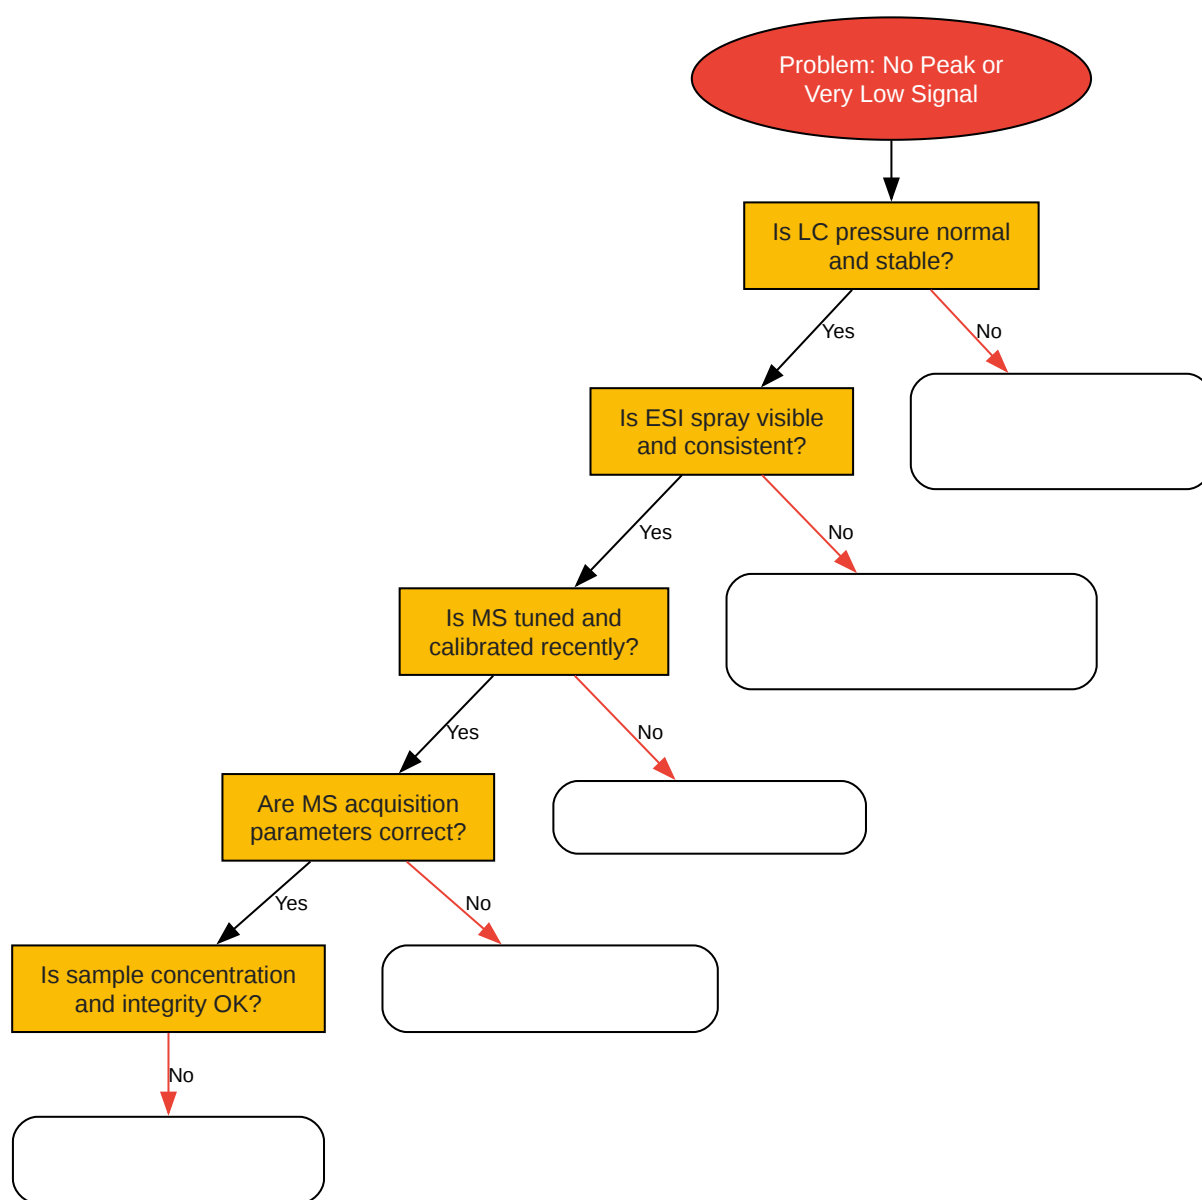 Problem: No Peak or
Very Low Signal
Is LC pressure normal
and stable?
Yes
No
Is ESI spray visible
and consistent?
Yes
No
Is MS tuned and
calibrated recently?
Yes
No
Are MS acquisition
parameters correct?
Yes
No
Is sample concentration
and integrity OK?
No